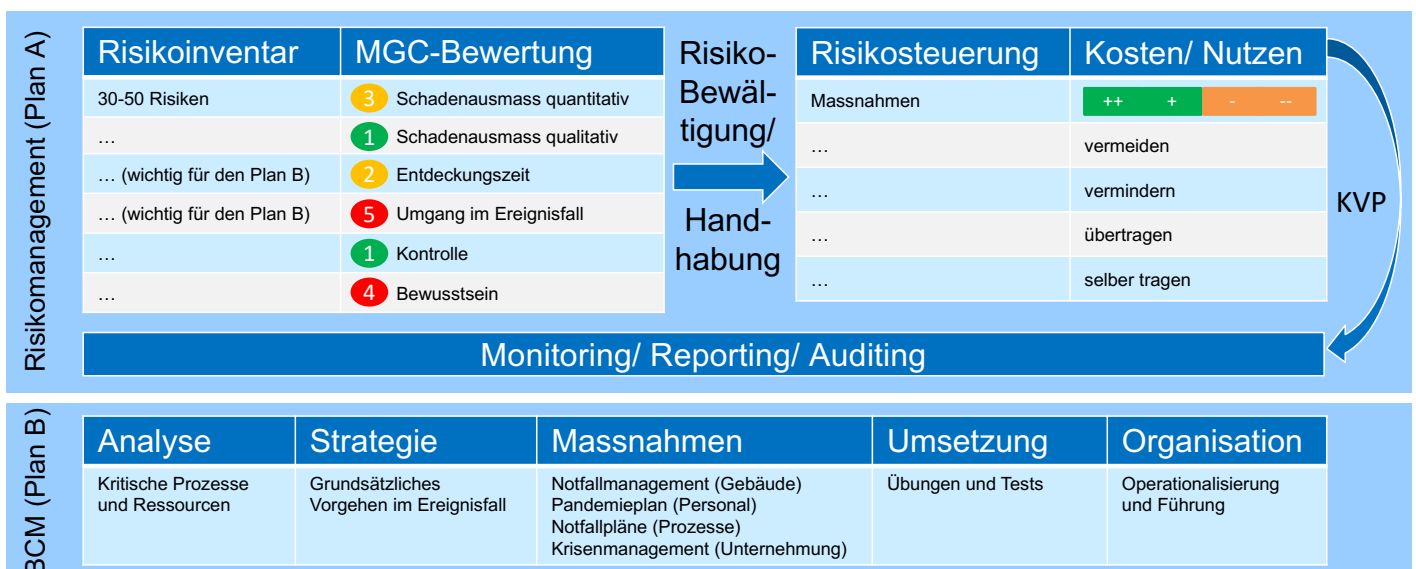 Risikomanagement (Plan A)
Risikoinventar
MGC-Bewertung
30-50 Risiken
3 Schadenausmass quantitativ
…
1 Schadenausmass qualitativ
… (wichtig für den Plan B)
2 Entdeckungszeit
… (wichtig für den Plan B)
5 Umgang im Ereignisfall
…
1 Kontrolle
…
4 Bewusstsein
Risiko-
Bewäl-
tigung/
Hand-
habung
Risikosteuerung
Kosten/ Nutzen
Massnahmen
++ + - --
…
vermeiden
…
vermindern
…
übertragen
…
selber tragen
KVP
Monitoring/ Reporting/ Auditing
BCM (Plan B)
Analyse
Strategie
Massnahmen
Umsetzung
Organisation
Kritische Prozesse
und Ressourcen
Grundsätzliches
Vorgehen im Ereignisfall
Notfallmanagement (Gebäude)
Pandemieplan (Personal)
Notfallpläne (Prozesse)
Krisenmanagement (Unternehmung)
Übungen und Tests
Operationalisierung
und Führung